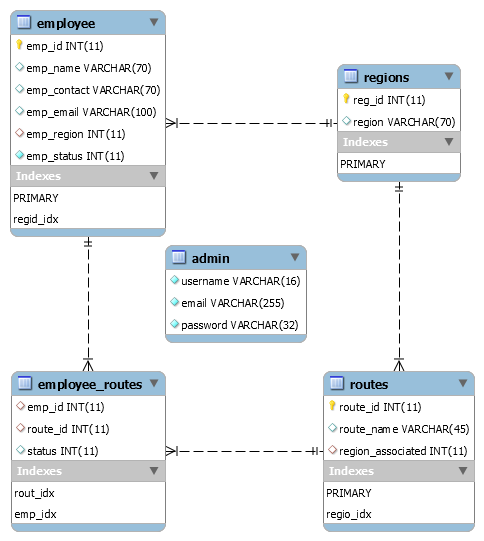 employee
emp_id INT(11)
emp_name VARCHAR(70)
emp_contact VARCHAR(70)
emp_email VARCHAR(100)
emp_region INT(11)
emp_status INT(11)
Indexes
PRIMARY
regid_idx
regions
reg_id INT(11)
region VARCHAR(70)
Indexes
PRIMARY
admin
username VARCHAR(16)
email VARCHAR(255)
password VARCHAR(32)
employee_routes
emp_id INT(11)
route_id INT(11)
status INT(11)
Indexes
rout_idx
emp_idx
routes
route_id INT(11)
route_name VARCHAR(45)
region_associated INT(11)
Indexes
PRIMARY
regio_idx